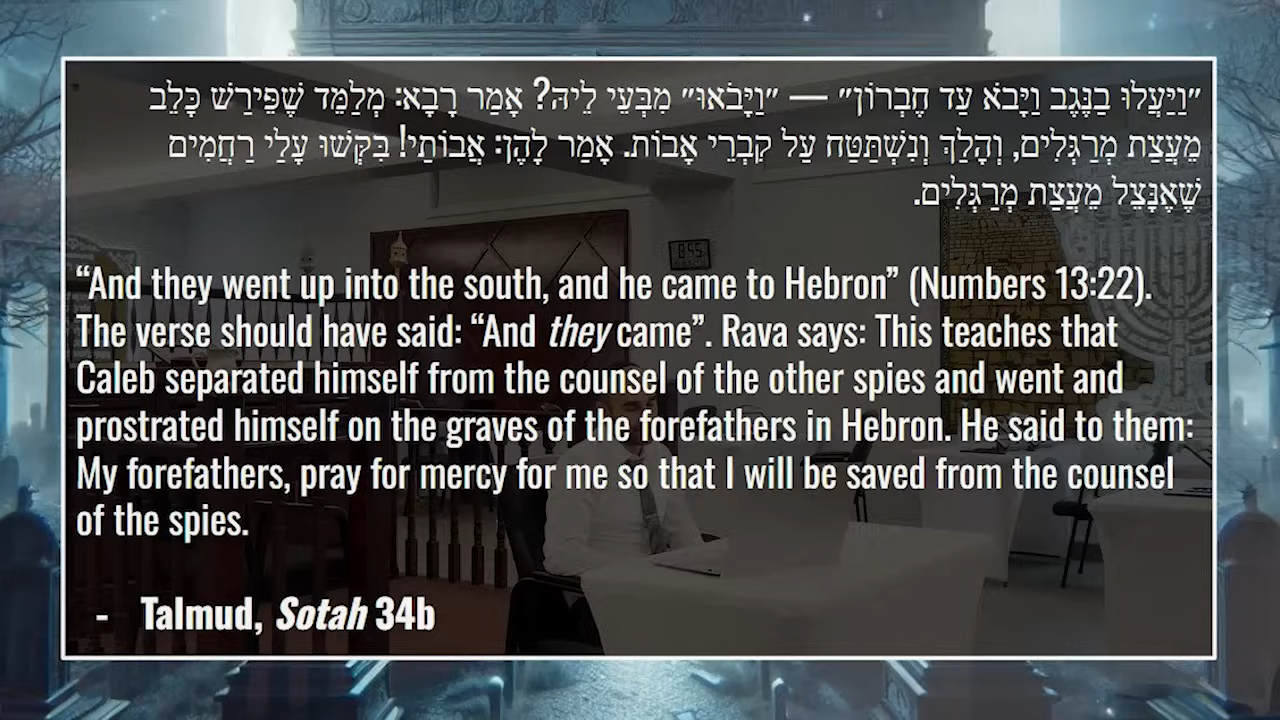 ״וַיַּעֲלוּ בַנֶּגֶב וַיָּבֹא עַד חֶבְרוֹן״ — ״וַיָּבֹאוּ״ מִבְּעֵי לֵיהּ? אָמַר רָבָא: מְלַמֵּד שֶׁפֵּירַשׁ כָּלֵב
מֵעֲצַת מְרַגְּלִים, וְהָלַךְ וְנִשְׁתַּטַּח עַל קִבְרֵי אָבוֹת. אָמַר לָהֶן: אֲבוֹתַי! בַּקְּשׁוּ עָלַי רַחֲמִים
שֶׁאֶנָּצֵל מֵעֲצַת מְרַגְּלִים.
“And they went up into the south, and he came to Hebron” (Numbers 13:22).
The verse should have said: “And they came”. Rava says: This teaches that
Caleb separated himself from the counsel of the other spies and went and
prostrated himself on the graves of the forefathers in Hebron. He said to them:
My forefathers, pray for mercy for me so that I will be saved from the counsel
of the spies.
- Talmud, Sotah 34b
8:55